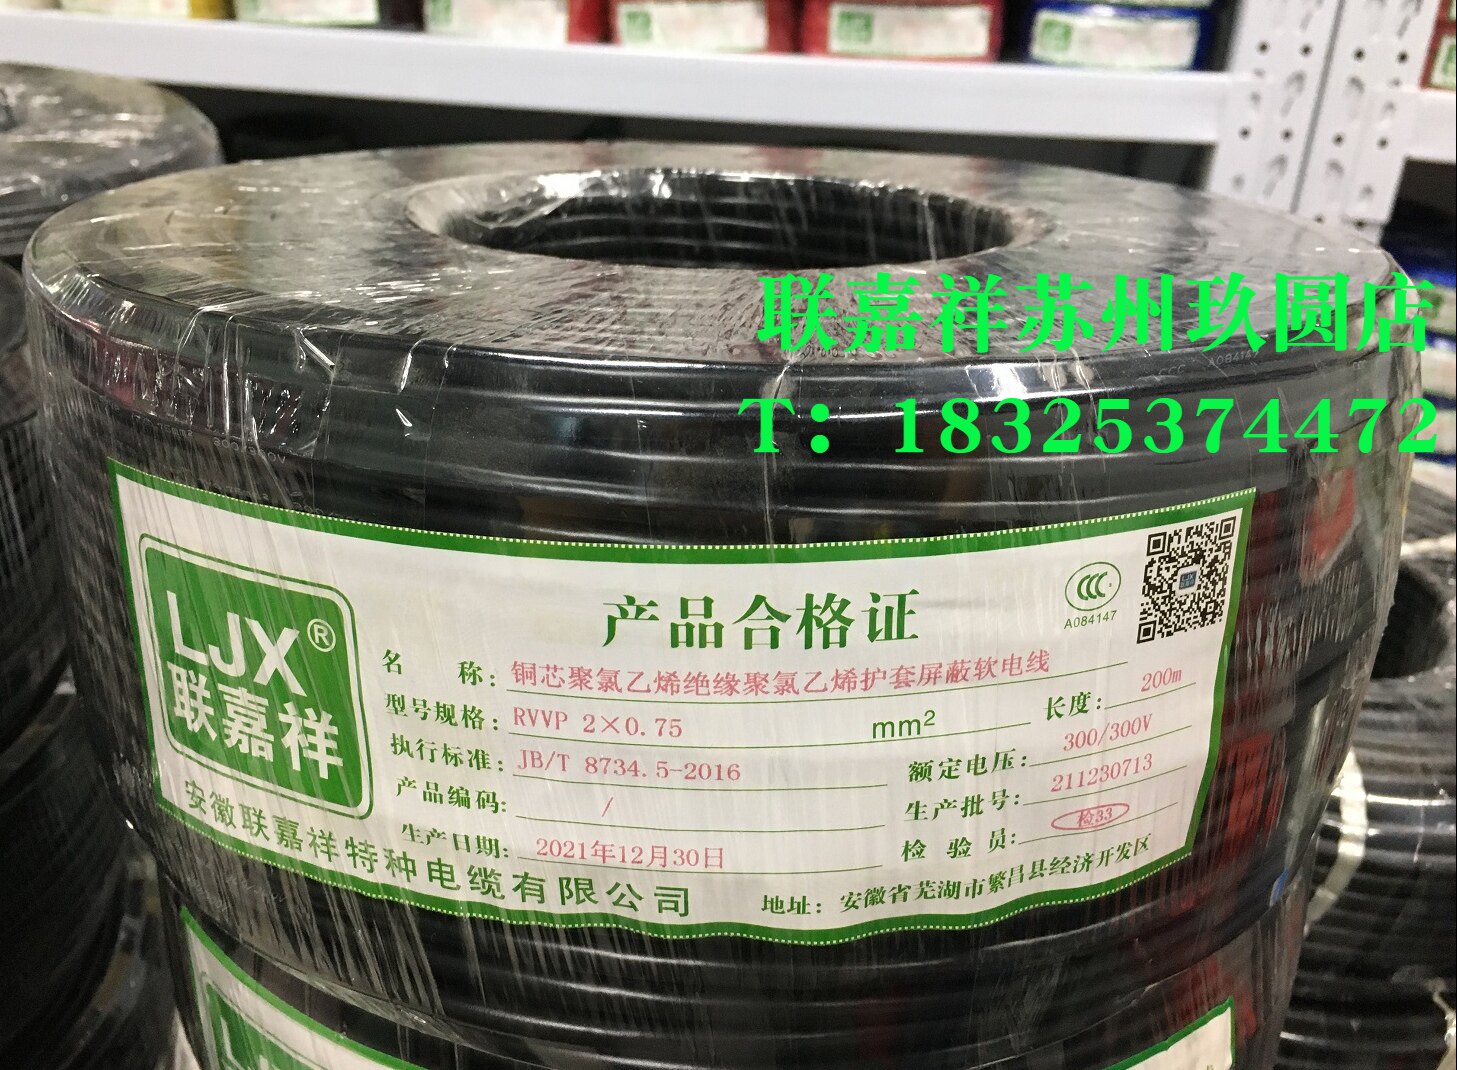 联嘉祥苏州玖圆店
T：18325374472
LJX®
联嘉祥
产品合格证
CCC S
A084147
名 称：铜芯聚氯乙烯绝缘聚氯乙烯护套屏蔽软电线
型号规格：RVVP 2×0.75 mm² 长度：200m
执行标准：JB/T 8734.5-2016 额定电压：300/300V
产品编码：/ 生产批号：211230713
生产日期：2021年12月30日 检验员：检33
安徽联嘉祥特种电缆有限公司 地址：安徽省芜湖市繁昌县经济开发区